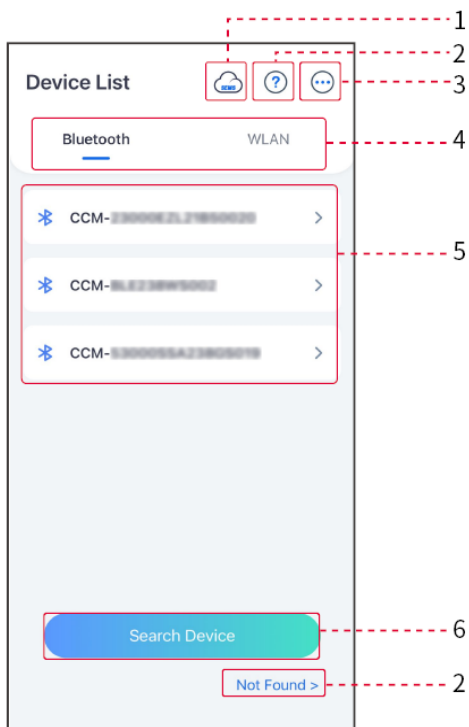 1
2
Device List
3
Bluetooth WLAN
4
CCM-
5
CCM-
CCM-
Search Device
6
Not Found >
2